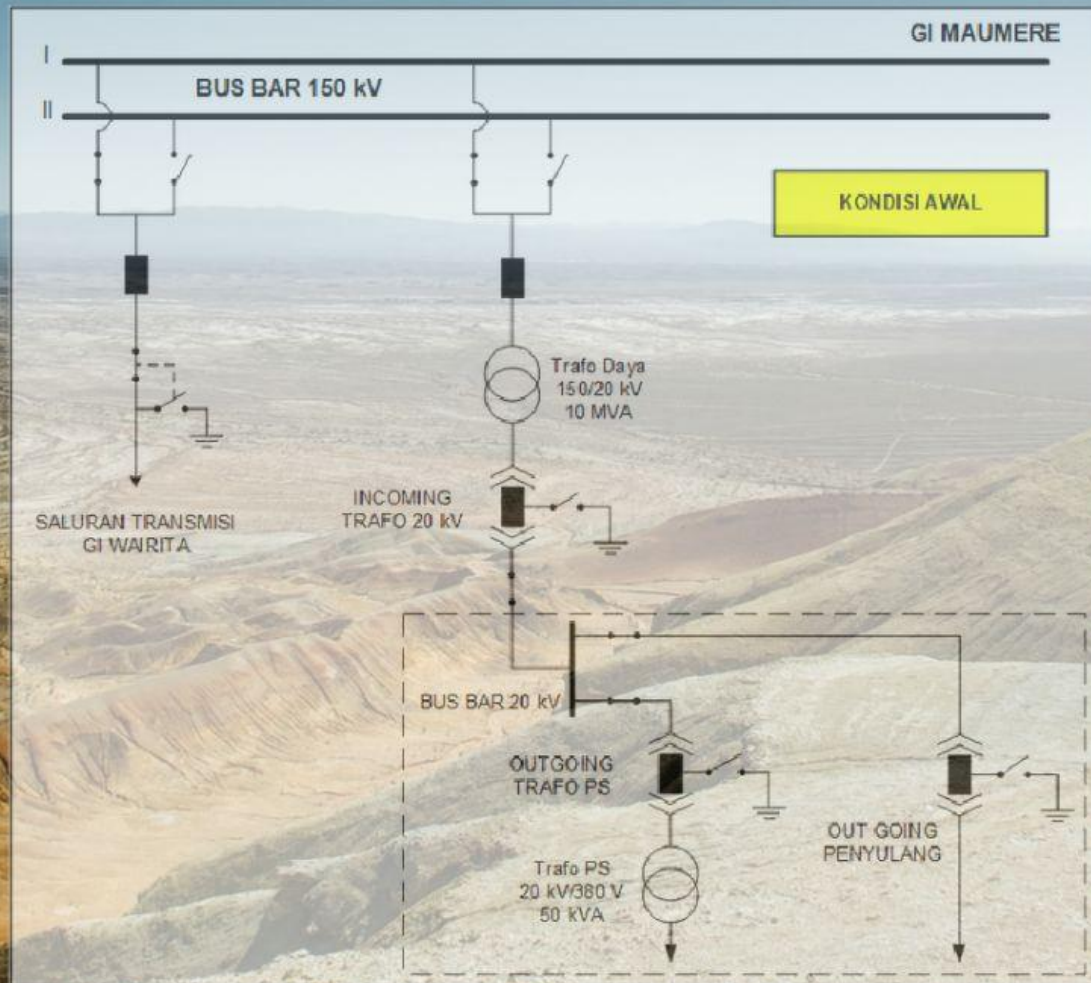 GI MAUMERE
I
BUS BAR 150 kV
II
KONDISI AWAL
Trafo Daya
150/20 kV
10 MVA
INCOMING
TRAFO 20 kV
SALURAN TRANSMISI
GI WAIRITA
BUS BAR 20 kV
OUTGOING
TRAFO PS
OUT GOING
PENYULANG
Trafo PS
20 kV/380 V
50 kVA